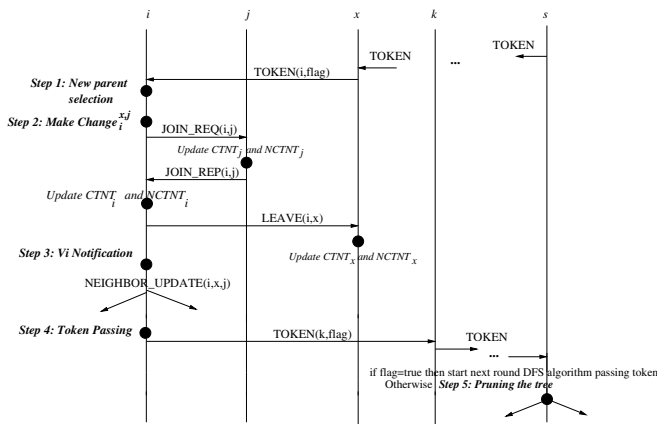 i j x k s
TOKEN
TOKEN
...
TOKEN(i,flag)
Step 1: New parent
selection
Step 2: Make Change x,j i
JOIN_REQ(i,j)
Update CTNT j and NCTNT j
JOIN_REP(i,j)
Update CTNT i and NCTNT i
LEAVE(i,x)
Step 3: Vi Notification
Update CTNT x and NCTNT x
NEIGHBOR_UPDATE(i,x,j)
Step 4: Token Passing
TOKEN(k,flag)
TOKEN
...
if flag=true then start next round DFS algorithm passing token
Otherwise Step 5: Pruning the tree